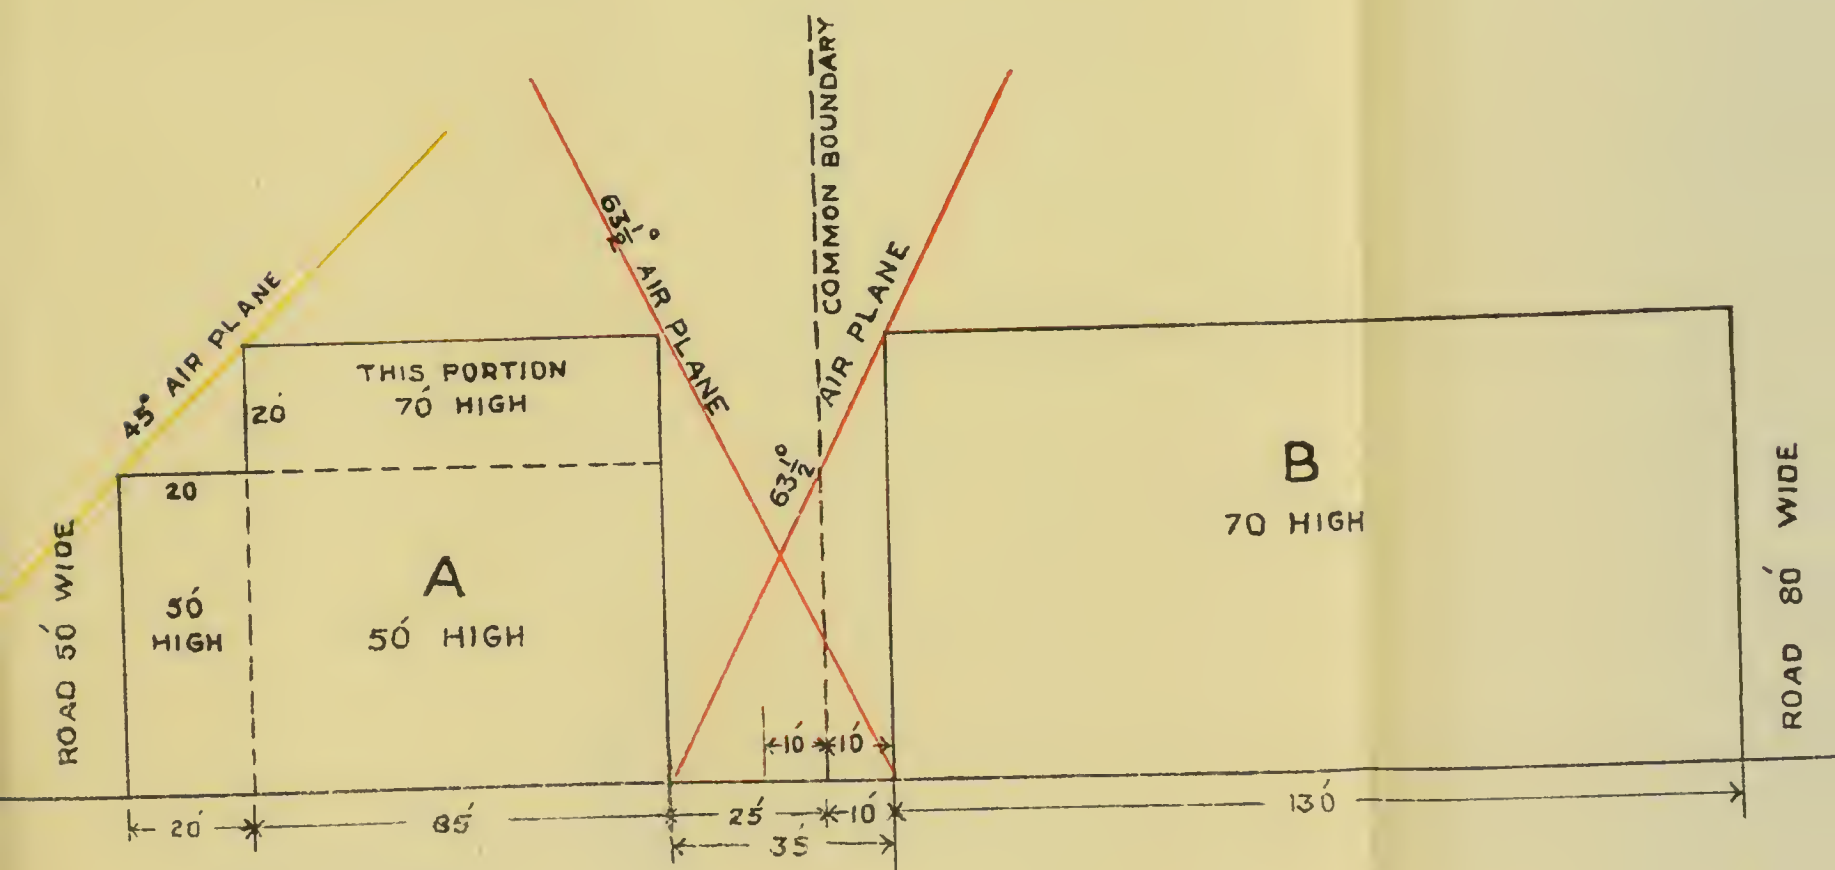 COMMON BOUNDARY
63½° AIR PLANE
AIR PLANE
63½°
45° AIR PLANE
THIS PORTION
70' HIGH
20'
20
50'
HIGH
A
50' HIGH
B
70 HIGH
ROAD 50' WIDE
ROAD 80' WIDE
10' 10'
20' 65' 25' 10' 130'
35'